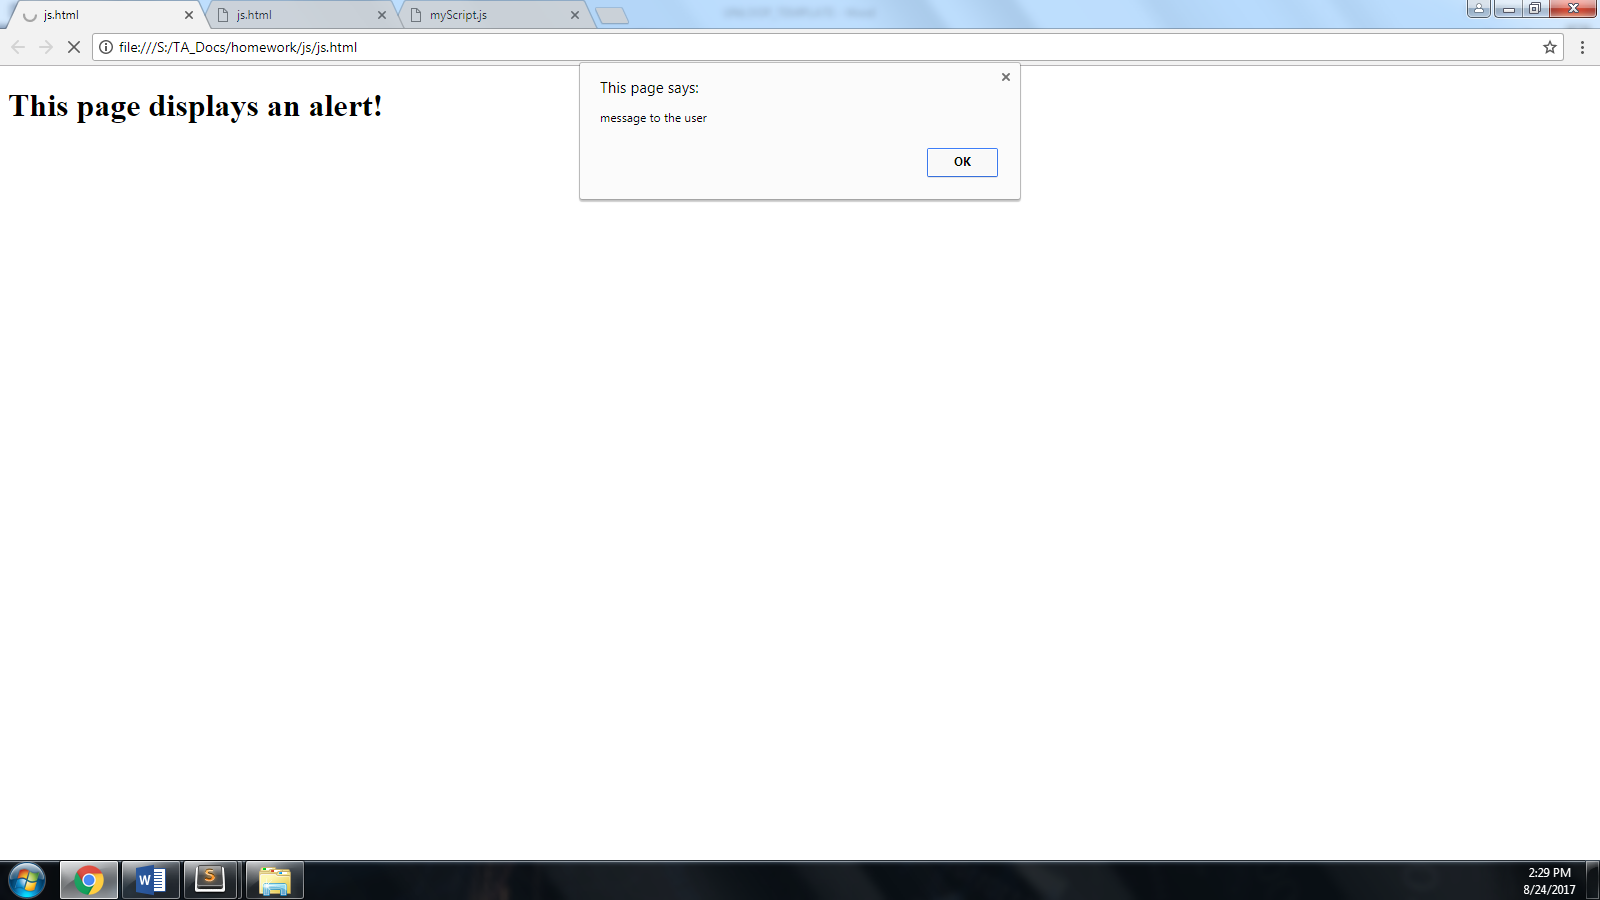 js.html
js.html
myScript.js
file:///S:/TA_Docs/homework/js/js.html
This page displays an alert!
This page says:
message to the user
OK
2:29 PM
8/24/2017